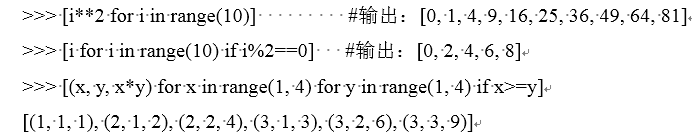 >>> [i**2 for i in range(10)]          #输出：[0, 1, 4, 9, 16, 25, 36, 49, 64, 81]
>>> [i for i in range(10) if i%2==0]    #输出：[0, 2, 4, 6, 8]
>>> [(x, y, x*y) for x in range(1, 4) for y in range(1, 4) if x>=y]
[(1, 1, 1), (2, 1, 2), (2, 2, 4), (3, 1, 3), (3, 2, 6), (3, 3, 9)]